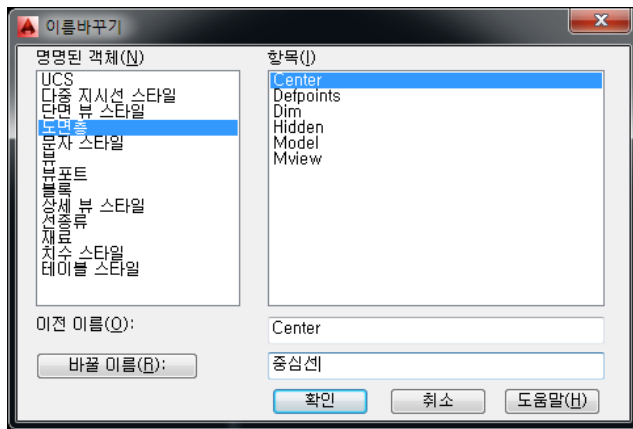 이름바꾸기
명명된 객체(N)
UCS
다중 지시선 스타일
단면 뷰 스타일
도면층
문자 스타일
뷰
뷰포트
블록
상세 뷰 스타일
선종류
재료
치수 스타일
테이블 스타일
항목(I)
Center
Defpoints
Dim
Hidden
Model
Mview
이전 이름(O):
Center
바꿀 이름(R):
중심선
확인
취소
도움말(H)